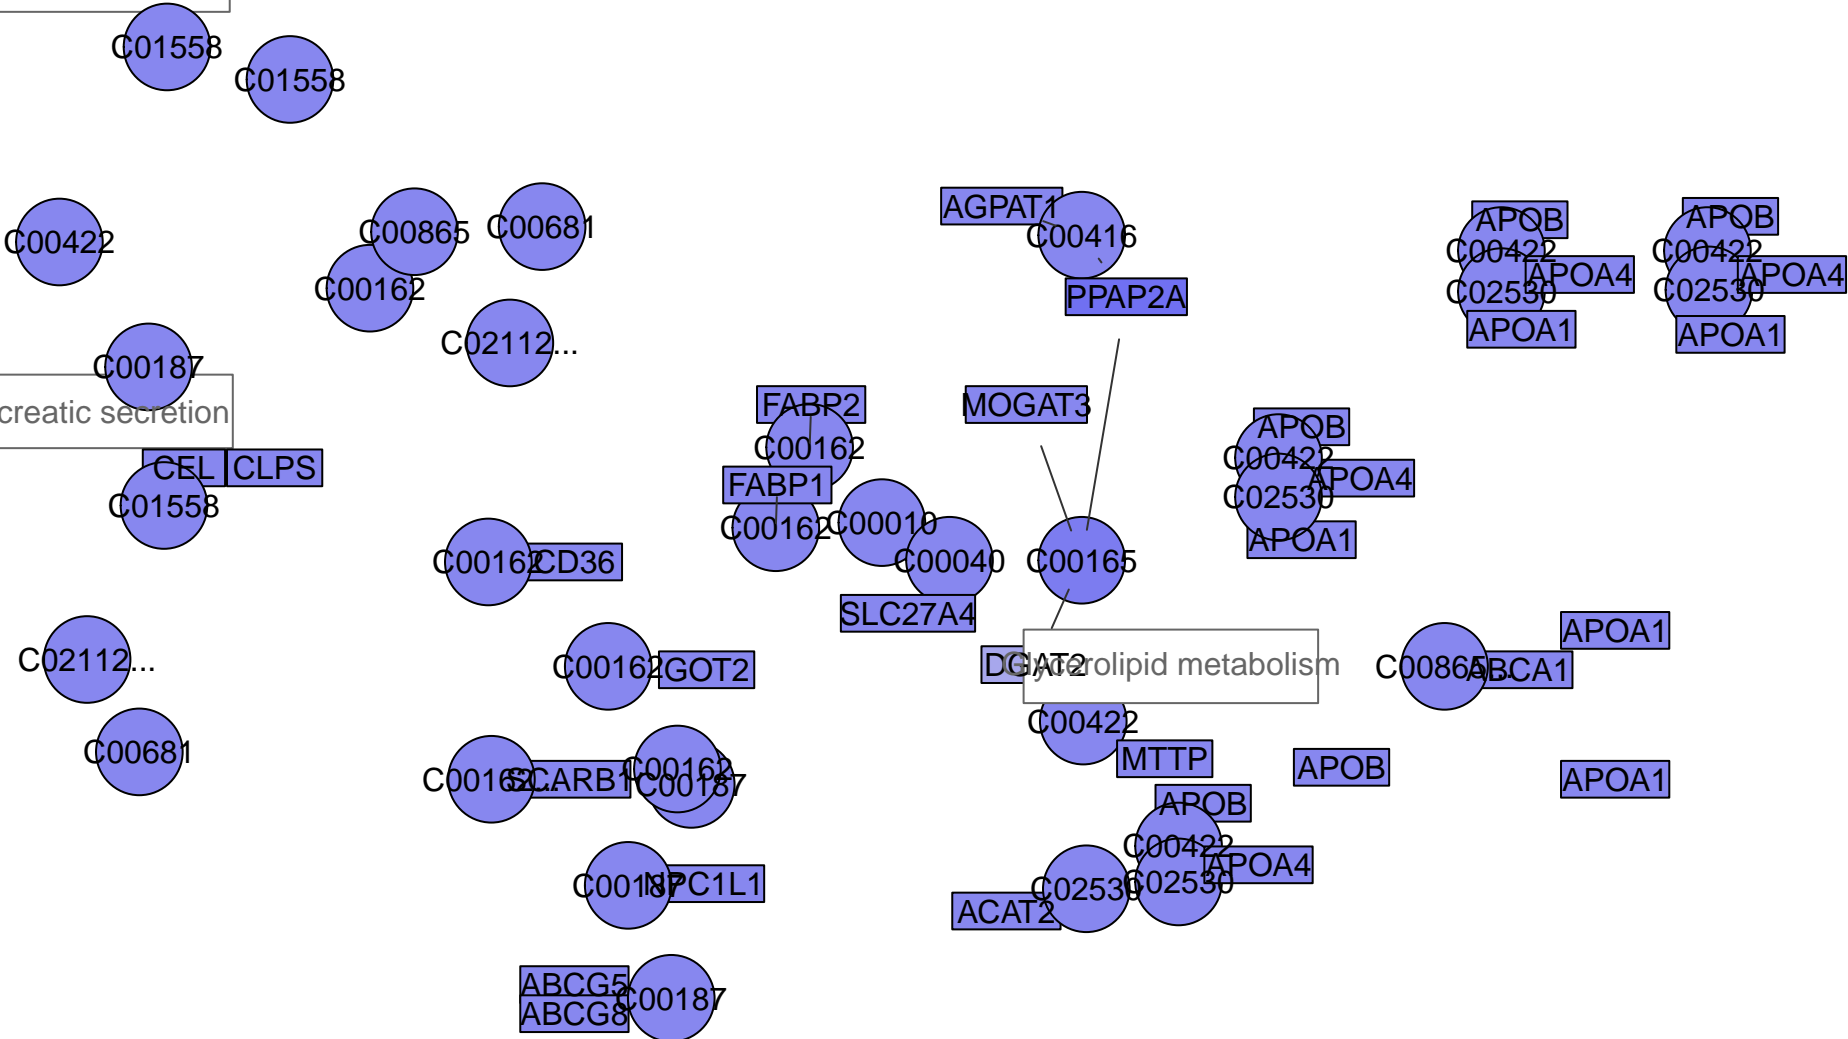 C01558
C01558
C00422
C00865
C00681
C00162
C02112...
C00187
creatic secretion
CEL
CLPS
C01558
C02112...
C00681
AGPAT1
C00416
PPAP2A
FABP2
C00162
FABP1
C00162
C00010
C00040
SLC27A4
MOGAT3
C00165
DGAT2
Glycerolipid metabolism
C00422
MTTP
APOB
C00422
C02530
APOA4
APOA1
APOB
C00422
C02530
APOA4
APOA1
APOB
C00422
C02530
APOA4
APOA1
C00162
CD36
C00162
GOT2
C00162...
SCARB1
C00162
C00187
C00187
NPC1L1
ABCG5
ABCG8
C00187
C00865...
ABCA1
APOA1
APOB
APOA1
APOB
C00422
C02530
APOA4
C02530
ACAT2